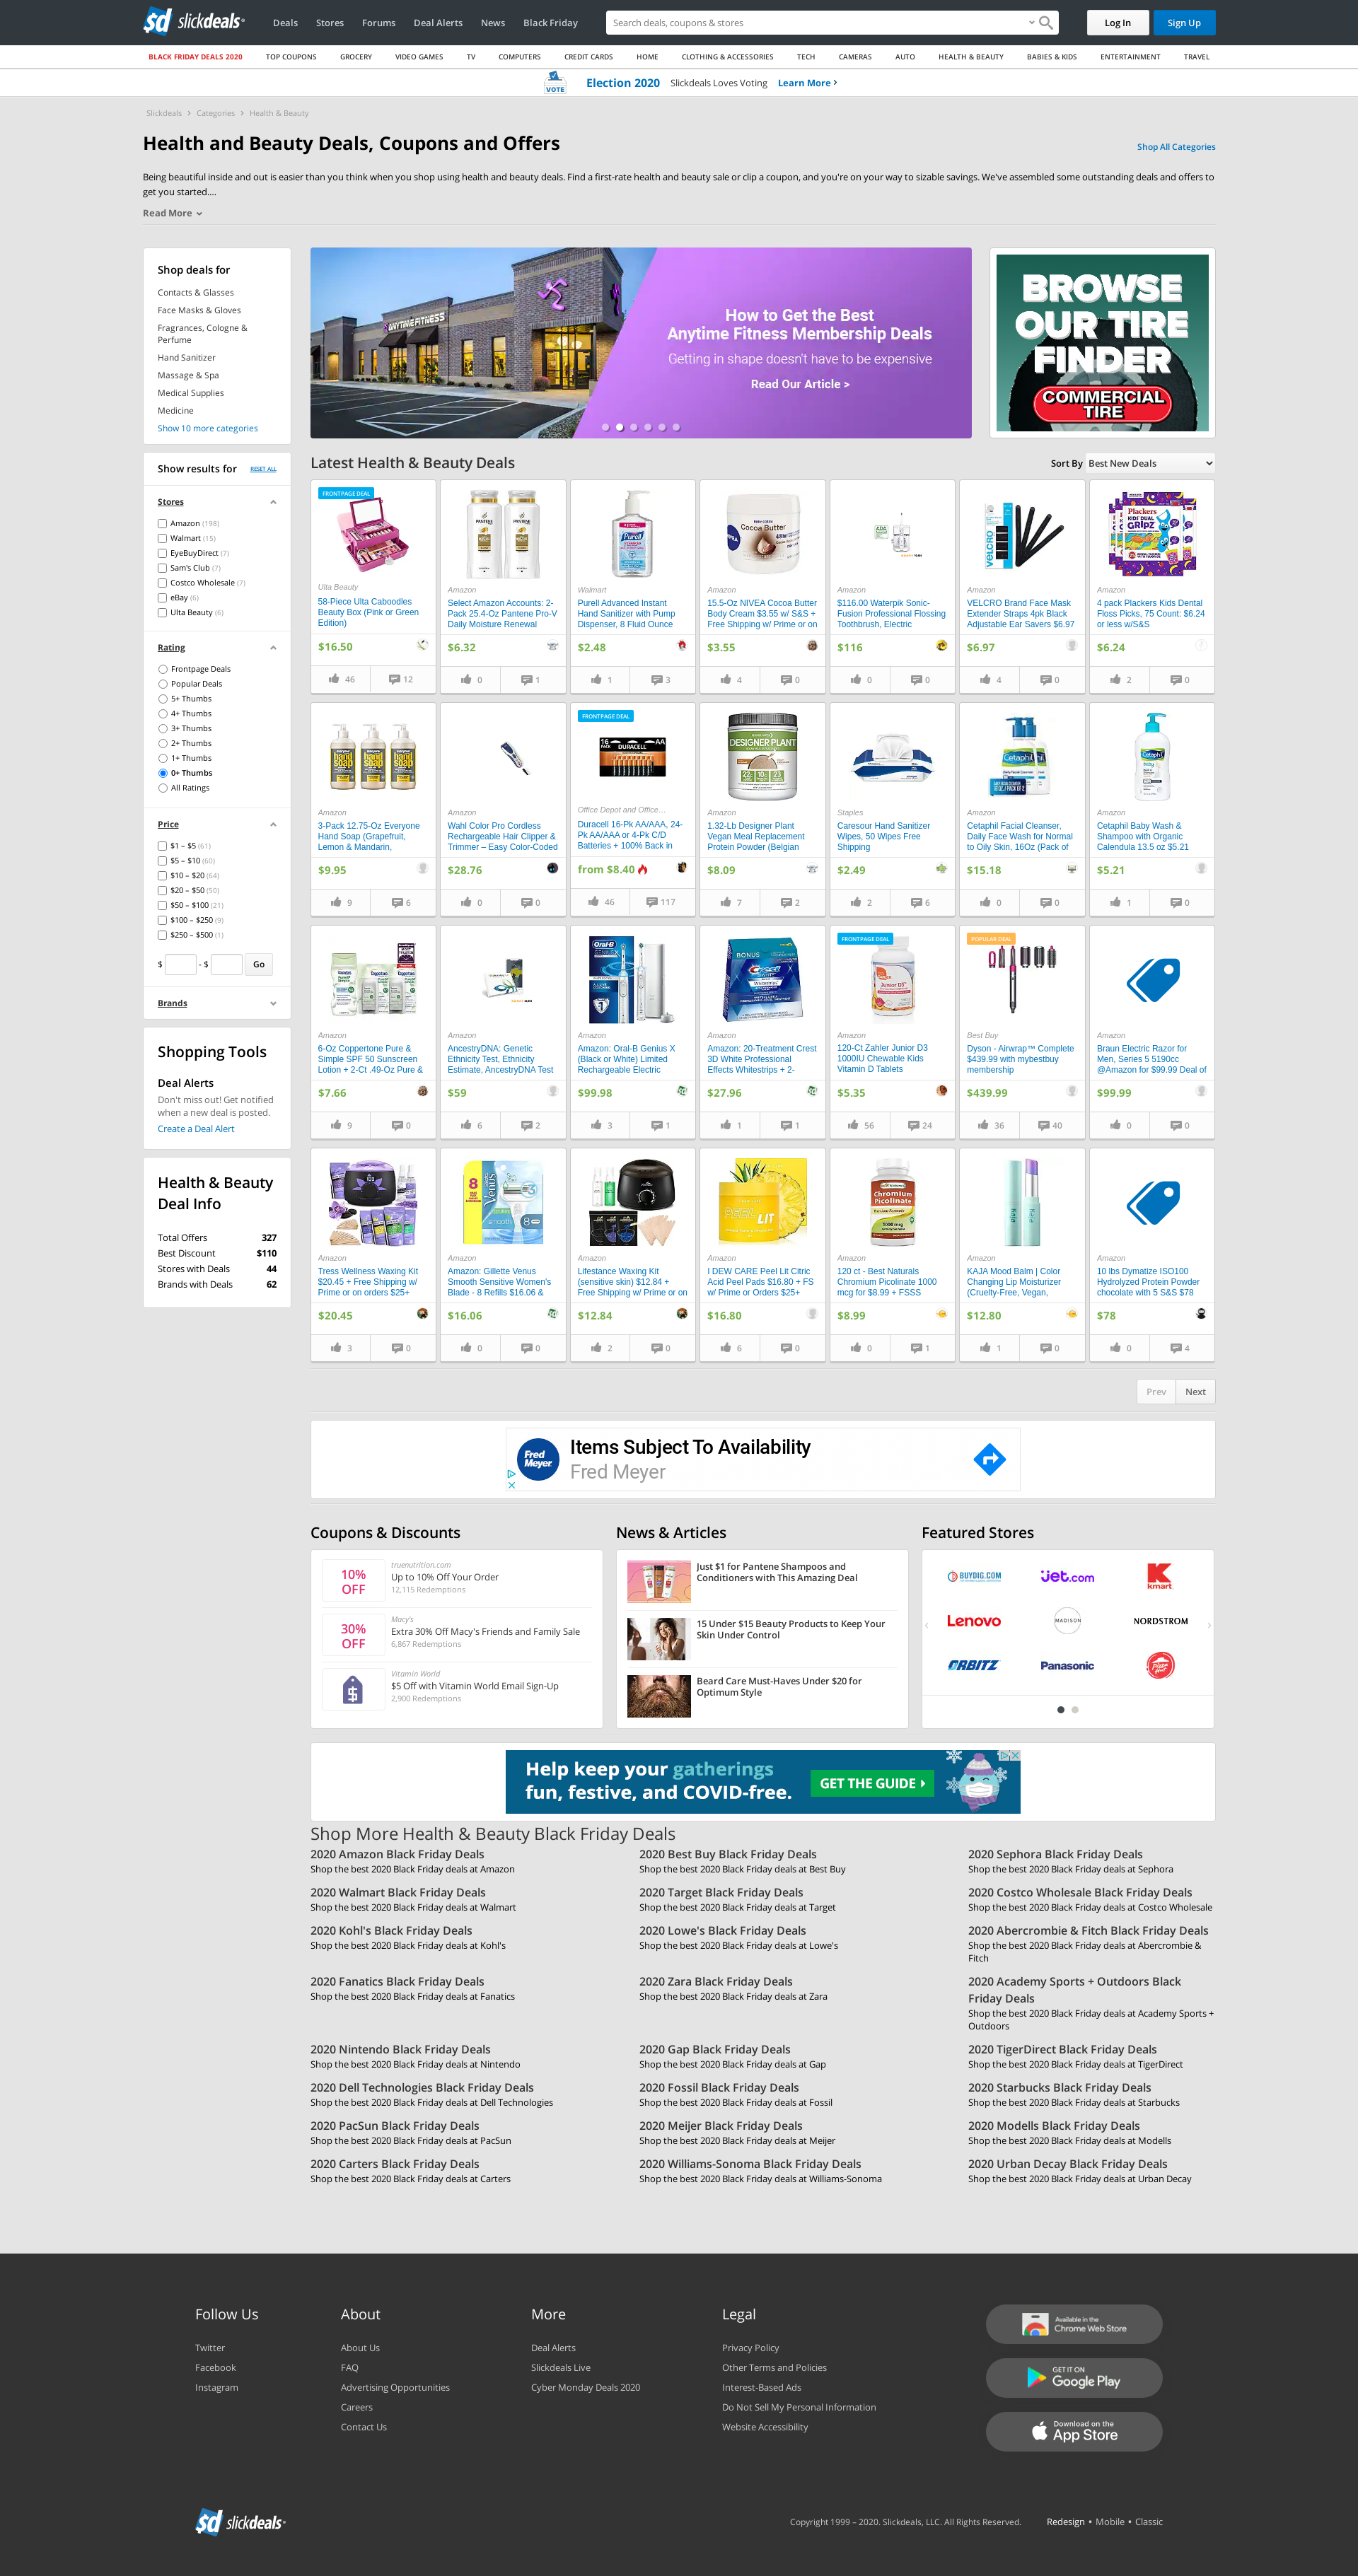 sd slickdeals
Deals Stores Forums Deal Alerts News Black Friday
Search deals, coupons & stores
Log In
Sign Up
BLACK FRIDAY DEALS 2020 TOP COUPONS GROCERY VIDEO GAMES TV COMPUTERS CREDIT CARDS HOME CLOTHING & ACCESSORIES TECH CAMERAS AUTO HEALTH & BEAUTY BABIES & KIDS ENTERTAINMENT TRAVEL
VOTE
Election 2020 Slickdeals Loves Voting Learn More
Slickdeals > Categories > Health & Beauty
Health and Beauty Deals, Coupons and Offers
Shop All Categories
Being beautiful inside and out is easier than you think when you shop using health and beauty deals. Find a first-rate health and beauty sale or clip a coupon, and you're on your way to sizable savings. We've assembled some outstanding deals and offers to
get you started....
Read More
Shop deals for
Contacts & Glasses
Face Masks & Gloves
Fragrances, Cologne &
Perfume
Hand Sanitizer
Massage & Spa
Medical Supplies
Medicine
Show 10 more categories
Show results for RESET ALL
Stores
Amazon (198)
Walmart (15)
EyeBuyDirect (7)
Sam's Club (7)
Costco Wholesale (7)
eBay (6)
Ulta Beauty (6)
Rating
Frontpage Deals
Popular Deals
5+ Thumbs
4+ Thumbs
3+ Thumbs
2+ Thumbs
1+ Thumbs
0+ Thumbs
All Ratings
Price
$1 – $5 (61)
$5 – $10 (60)
$10 – $20 (64)
$20 – $50 (50)
$50 – $100 (21)
$100 – $250 (9)
$250 – $500 (1)
$ - $ Go
Brands
Shopping Tools
Deal Alerts
Don't miss out! Get notified
when a new deal is posted.
Create a Deal Alert
Health & Beauty
Deal Info
Total Offers 327
Best Discount $110
Stores with Deals 44
Brands with Deals 62
ANYTIME FITNESS
How to Get the Best
Anytime Fitness Membership Deals
Getting in shape doesn't have to be expensive
Read Our Article >
BROWSE
OUR TIRE
FINDER
COMMERCIAL
TIRE
Latest Health & Beauty Deals
Sort By Best New Deals
FRONTPAGE DEAL
Ulta Beauty
58-Piece Ulta Caboodles
Beauty Box (Pink or Green
Edition)
$16.50
46 12
Amazon
Select Amazon Accounts: 2-
Pack 25.4-Oz Pantene Pro-V
Daily Moisture Renewal
$6.32
0 1
Purell
Walmart
Purell Advanced Instant
Hand Sanitizer with Pump
Dispenser, 8 Fluid Ounce
$2.48
1 3
NIVEA Cocoa Butter
Amazon
15.5-Oz NIVEA Cocoa Butter
Body Cream $3.55 w/ S&S +
Free Shipping w/ Prime or on
$3.55
4 0
ADA
Amazon
$116.00 Waterpik Sonic-
Fusion Professional Flossing
Toothbrush, Electric
$116
0 0
VELCRO
Amazon
VELCRO Brand Face Mask
Extender Straps 4pk Black
Adjustable Ear Savers $6.97
$6.97
4 0
Plackers
KIDS DUAL
GRIPZ
Amazon
4 pack Plackers Kids Dental
Floss Picks, 75 Count: $6.24
or less w/S&S
$6.24
2 0
hand soap hand soap hand soap
Amazon
3-Pack 12.75-Oz Everyone
Hand Soap (Grapefruit,
Lemon & Mandarin,
$9.95
9 6
Amazon
Wahl Color Pro Cordless
Rechargeable Hair Clipper &
Trimmer – Easy Color-Coded
$28.76
0 0
FRONTPAGE DEAL
16 PACK DURACELL AA
Office Depot and Office...
Duracell 16-Pk AA/AAA, 24-
Pk AA/AAA or 4-Pk C/D
Batteries + 100% Back in
from $8.40
46 117
DESIGNER PLANT
Amazon
1.32-Lb Designer Plant
Vegan Meal Replacement
Protein Powder (Belgian
$8.09
7 2
Staples
Caresour Hand Sanitizer
Wipes, 50 Wipes Free
Shipping
$2.49
2 6
Cetaphil
Amazon
Cetaphil Facial Cleanser,
Daily Face Wash for Normal
to Oily Skin, 16Oz (Pack of
$15.18
0 0
Cetaphil
baby
Amazon
Cetaphil Baby Wash &
Shampoo with Organic
Calendula 13.5 oz $5.21
$5.21
1 0
Amazon
6-Oz Coppertone Pure &
Simple SPF 50 Sunscreen
Lotion + 2-Ct .49-Oz Pure &
$7.66
9 0
Amazon
AncestryDNA: Genetic
Ethnicity Test, Ethnicity
Estimate, AncestryDNA Test
$59
6 2
Oral-B
Amazon
Amazon: Oral-B Genius X
(Black or White) Limited
Rechargeable Electric
$99.98
3 1
BONUS
Crest
Amazon
Amazon: 20-Treatment Crest
3D White Professional
Effects Whitestrips + 2-
$27.96
1 1
FRONTPAGE DEAL
Junior D3
Amazon
120-Ct Zahler Junior D3
1000IU Chewable Kids
Vitamin D Tablets
$5.35
56 24
POPULAR DEAL
Best Buy
Dyson - Airwrap™ Complete
$439.99 with mybestbuy
membership
$439.99
36 40
Amazon
Braun Electric Razor for
Men, Series 5 5190cc
@Amazon for $99.99 Deal of
$99.99
0 0
Amazon
Tress Wellness Waxing Kit
$20.45 + Free Shipping w/
Prime or on orders $25+
$20.45
3 0
8
Venus
smooth
Amazon
Amazon: Gillette Venus
Smooth Sensitive Women's
Blade - 8 Refills $16.06 &
$16.06
0 0
Amazon
Lifestance Waxing Kit
(sensitive skin) $12.84 +
Free Shipping w/ Prime or on
$12.84
2 0
PEEL LIT
Amazon
I DEW CARE Peel Lit Citric
Acid Peel Pads $16.80 + FS
w/ Prime or Orders $25+
$16.80
6 0
Chromium
Picolinate
Amazon
120 ct - Best Naturals
Chromium Picolinate 1000
mcg for $8.99 + FSSS
$8.99
0 1
Amazon
KAJA Mood Balm | Color
Changing Lip Moisturizer
(Cruelty-Free, Vegan,
$12.80
1 0
Amazon
10 lbs Dymatize ISO100
Hydrolyzed Protein Powder
chocolate with 5 S&S $78
$78
0 4
Prev Next
Fred Meyer
Items Subject To Availability
Fred Meyer
Coupons & Discounts
10% OFF
truenutrition.com
Up to 10% Off Your Order
12,115 Redemptions
30% OFF
Macy's
Extra 30% Off Macy's Friends and Family Sale
6,867 Redemptions
Vitamin World
$5 Off with Vitamin World Email Sign-Up
2,900 Redemptions
News & Articles
Just $1 for Pantene Shampoos and
Conditioners with This Amazing Deal
15 Under $15 Beauty Products to Keep Your
Skin Under Control
Beard Care Must-Haves Under $20 for
Optimum Style
Featured Stores
BUYDIG.COM jet.com kmart
Lenovo MADISON NORDSTROM
ORBITZ Panasonic Pizza Hut
Help keep your gatherings
fun, festive, and COVID-free.
GET THE GUIDE
Shop More Health & Beauty Black Friday Deals
2020 Amazon Black Friday Deals
Shop the best 2020 Black Friday deals at Amazon
2020 Best Buy Black Friday Deals
Shop the best 2020 Black Friday deals at Best Buy
2020 Sephora Black Friday Deals
Shop the best 2020 Black Friday deals at Sephora
2020 Walmart Black Friday Deals
Shop the best 2020 Black Friday deals at Walmart
2020 Target Black Friday Deals
Shop the best 2020 Black Friday deals at Target
2020 Costco Wholesale Black Friday Deals
Shop the best 2020 Black Friday deals at Costco Wholesale
2020 Kohl's Black Friday Deals
Shop the best 2020 Black Friday deals at Kohl's
2020 Lowe's Black Friday Deals
Shop the best 2020 Black Friday deals at Lowe's
2020 Abercrombie & Fitch Black Friday Deals
Shop the best 2020 Black Friday deals at Abercrombie &
Fitch
2020 Fanatics Black Friday Deals
Shop the best 2020 Black Friday deals at Fanatics
2020 Zara Black Friday Deals
Shop the best 2020 Black Friday deals at Zara
2020 Academy Sports + Outdoors Black
Friday Deals
Shop the best 2020 Black Friday deals at Academy Sports +
Outdoors
2020 Nintendo Black Friday Deals
Shop the best 2020 Black Friday deals at Nintendo
2020 Gap Black Friday Deals
Shop the best 2020 Black Friday deals at Gap
2020 TigerDirect Black Friday Deals
Shop the best 2020 Black Friday deals at TigerDirect
2020 Dell Technologies Black Friday Deals
Shop the best 2020 Black Friday deals at Dell Technologies
2020 Fossil Black Friday Deals
Shop the best 2020 Black Friday deals at Fossil
2020 Starbucks Black Friday Deals
Shop the best 2020 Black Friday deals at Starbucks
2020 PacSun Black Friday Deals
Shop the best 2020 Black Friday deals at PacSun
2020 Meijer Black Friday Deals
Shop the best 2020 Black Friday deals at Meijer
2020 Modells Black Friday Deals
Shop the best 2020 Black Friday deals at Modells
2020 Carters Black Friday Deals
Shop the best 2020 Black Friday deals at Carters
2020 Williams-Sonoma Black Friday Deals
Shop the best 2020 Black Friday deals at Williams-Sonoma
2020 Urban Decay Black Friday Deals
Shop the best 2020 Black Friday deals at Urban Decay
Follow Us
Twitter
Facebook
Instagram
About
About Us
FAQ
Advertising Opportunities
Careers
Contact Us
More
Deal Alerts
Slickdeals Live
Cyber Monday Deals 2020
Legal
Privacy Policy
Other Terms and Policies
Interest-Based Ads
Do Not Sell My Personal Information
Website Accessibility
Available in the
Chrome Web Store
GET IT ON
Google Play
Download on the
App Store
sd slickdeals
Copyright 1999 – 2020. Slickdeals, LLC. All Rights Reserved. Redesign • Mobile • Classic